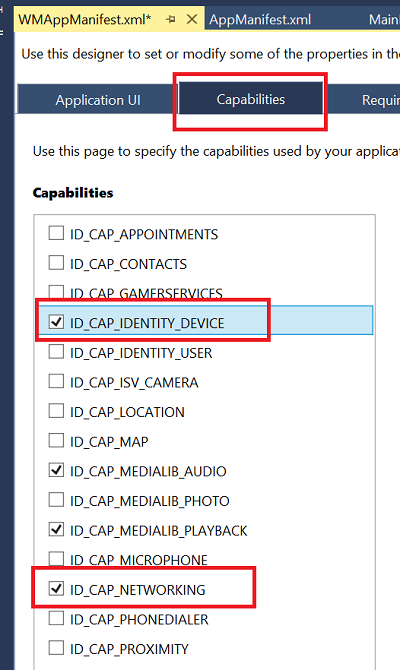 WMAppManifest.xml* AppManifest.xml MainI
Use this designer to set or modify some of the properties in the
Application UI Capabilities Requir
Use this page to specify the capabilities used by your applicat
Capabilities
ID_CAP_APPOINTMENTS
ID_CAP_CONTACTS
ID_CAP_GAMERSERVICES
ID_CAP_IDENTITY_DEVICE
ID_CAP_IDENTITY_USER
ID_CAP_ISV_CAMERA
ID_CAP_LOCATION
ID_CAP_MAP
ID_CAP_MEDIALIB_AUDIO
ID_CAP_MEDIALIB_PHOTO
ID_CAP_MEDIALIB_PLAYBACK
ID_CAP_MICROPHONE
ID_CAP_NETWORKING
ID_CAP_PHONEDIALER
ID_CAP_PROXIMITY